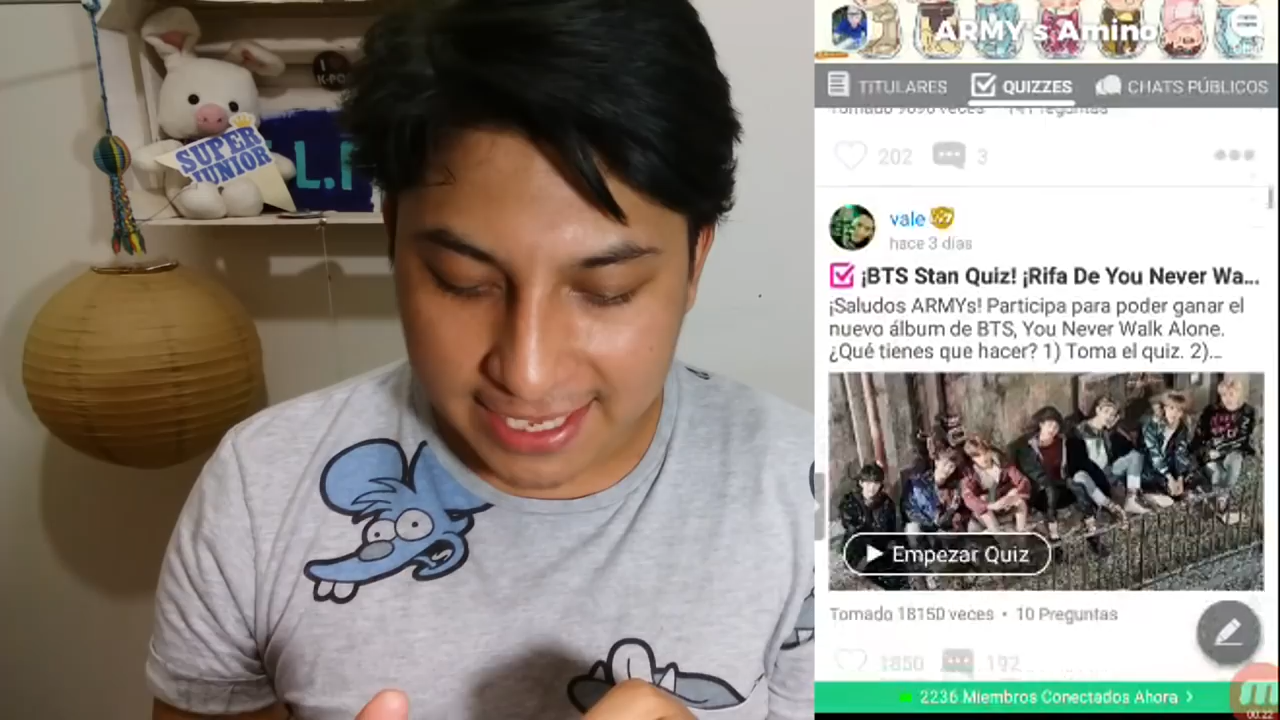 I
K-PO
SUPER
JUNIOR
L.F
ARMY's Amino
TITULARES
QUIZZES
CHATS PÚBLICOS
202
3
vale
hace 3 días
¡BTS Stan Quiz! ¡Rifa De You Never Wa...
¡Saludos ARMYs! Participa para poder ganar el
nuevo álbum de BTS, You Never Walk Alone.
¿Qué tienes que hacer? 1) Toma el quiz. 2)...
Empezar Quiz
Tomado 18150 veces • 10 Preguntas
1850
192
2236 Miembros Conectados Ahora
00:22